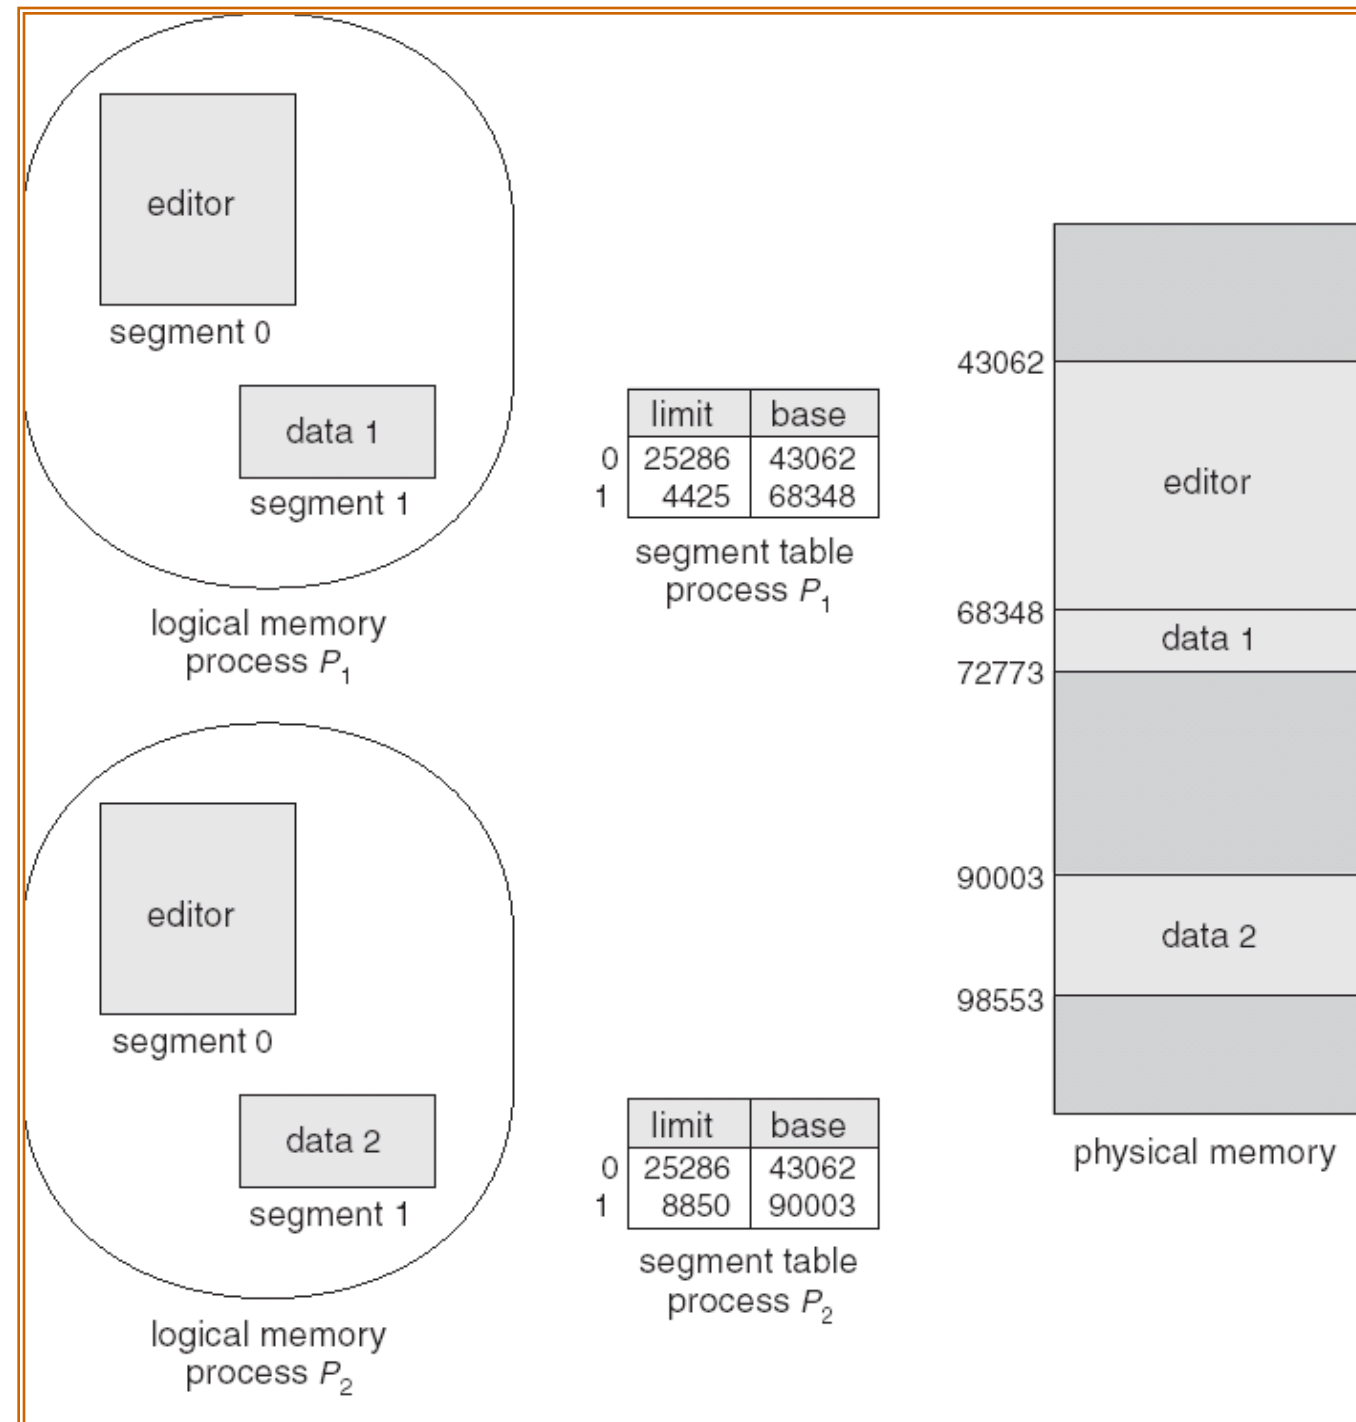 editor
segment 0
data 1
segment 1
logical memory
process P1
limit base
0 25286 43062
1 4425 68348
segment table
process P1
editor
segment 0
data 2
segment 1
logical memory
process P2
limit base
0 25286 43062
1 8850 90003
segment table
process P2
43062
editor
68348
data 1
72773
90003
data 2
98553
physical memory